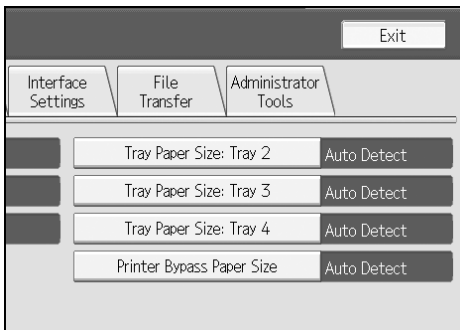 Exit
Interface
Settings
File
Transfer
Administrator
Tools
Tray Paper Size: Tray 2 Auto Detect
Tray Paper Size: Tray 3 Auto Detect
Tray Paper Size: Tray 4 Auto Detect
Printer Bypass Paper Size Auto Detect